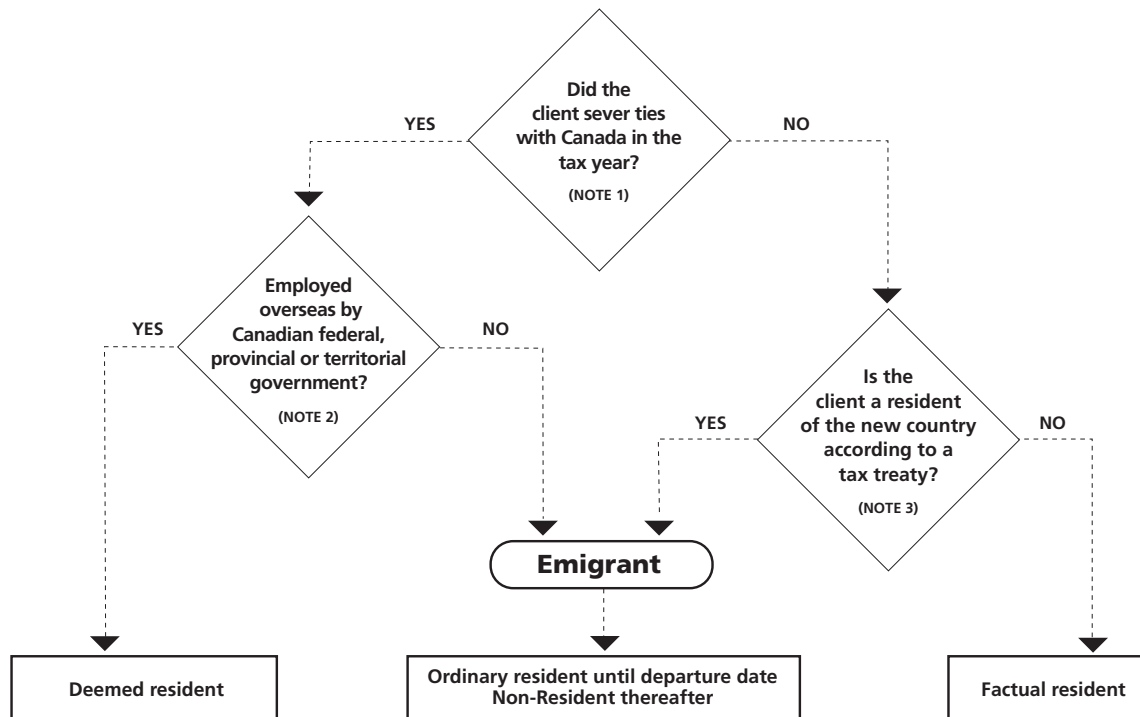 Did the
client sever ties
with Canada in the
tax year?
(NOTE 1)
YES
NO
Employed
overseas by
Canadian federal,
provincial or territorial
government?
(NOTE 2)
YES
NO
Is the
client a resident
of the new country
according to a
tax treaty?
(NOTE 3)
YES
NO
Emigrant
Deemed resident
Ordinary resident until departure date
Non-Resident thereafter
Factual resident